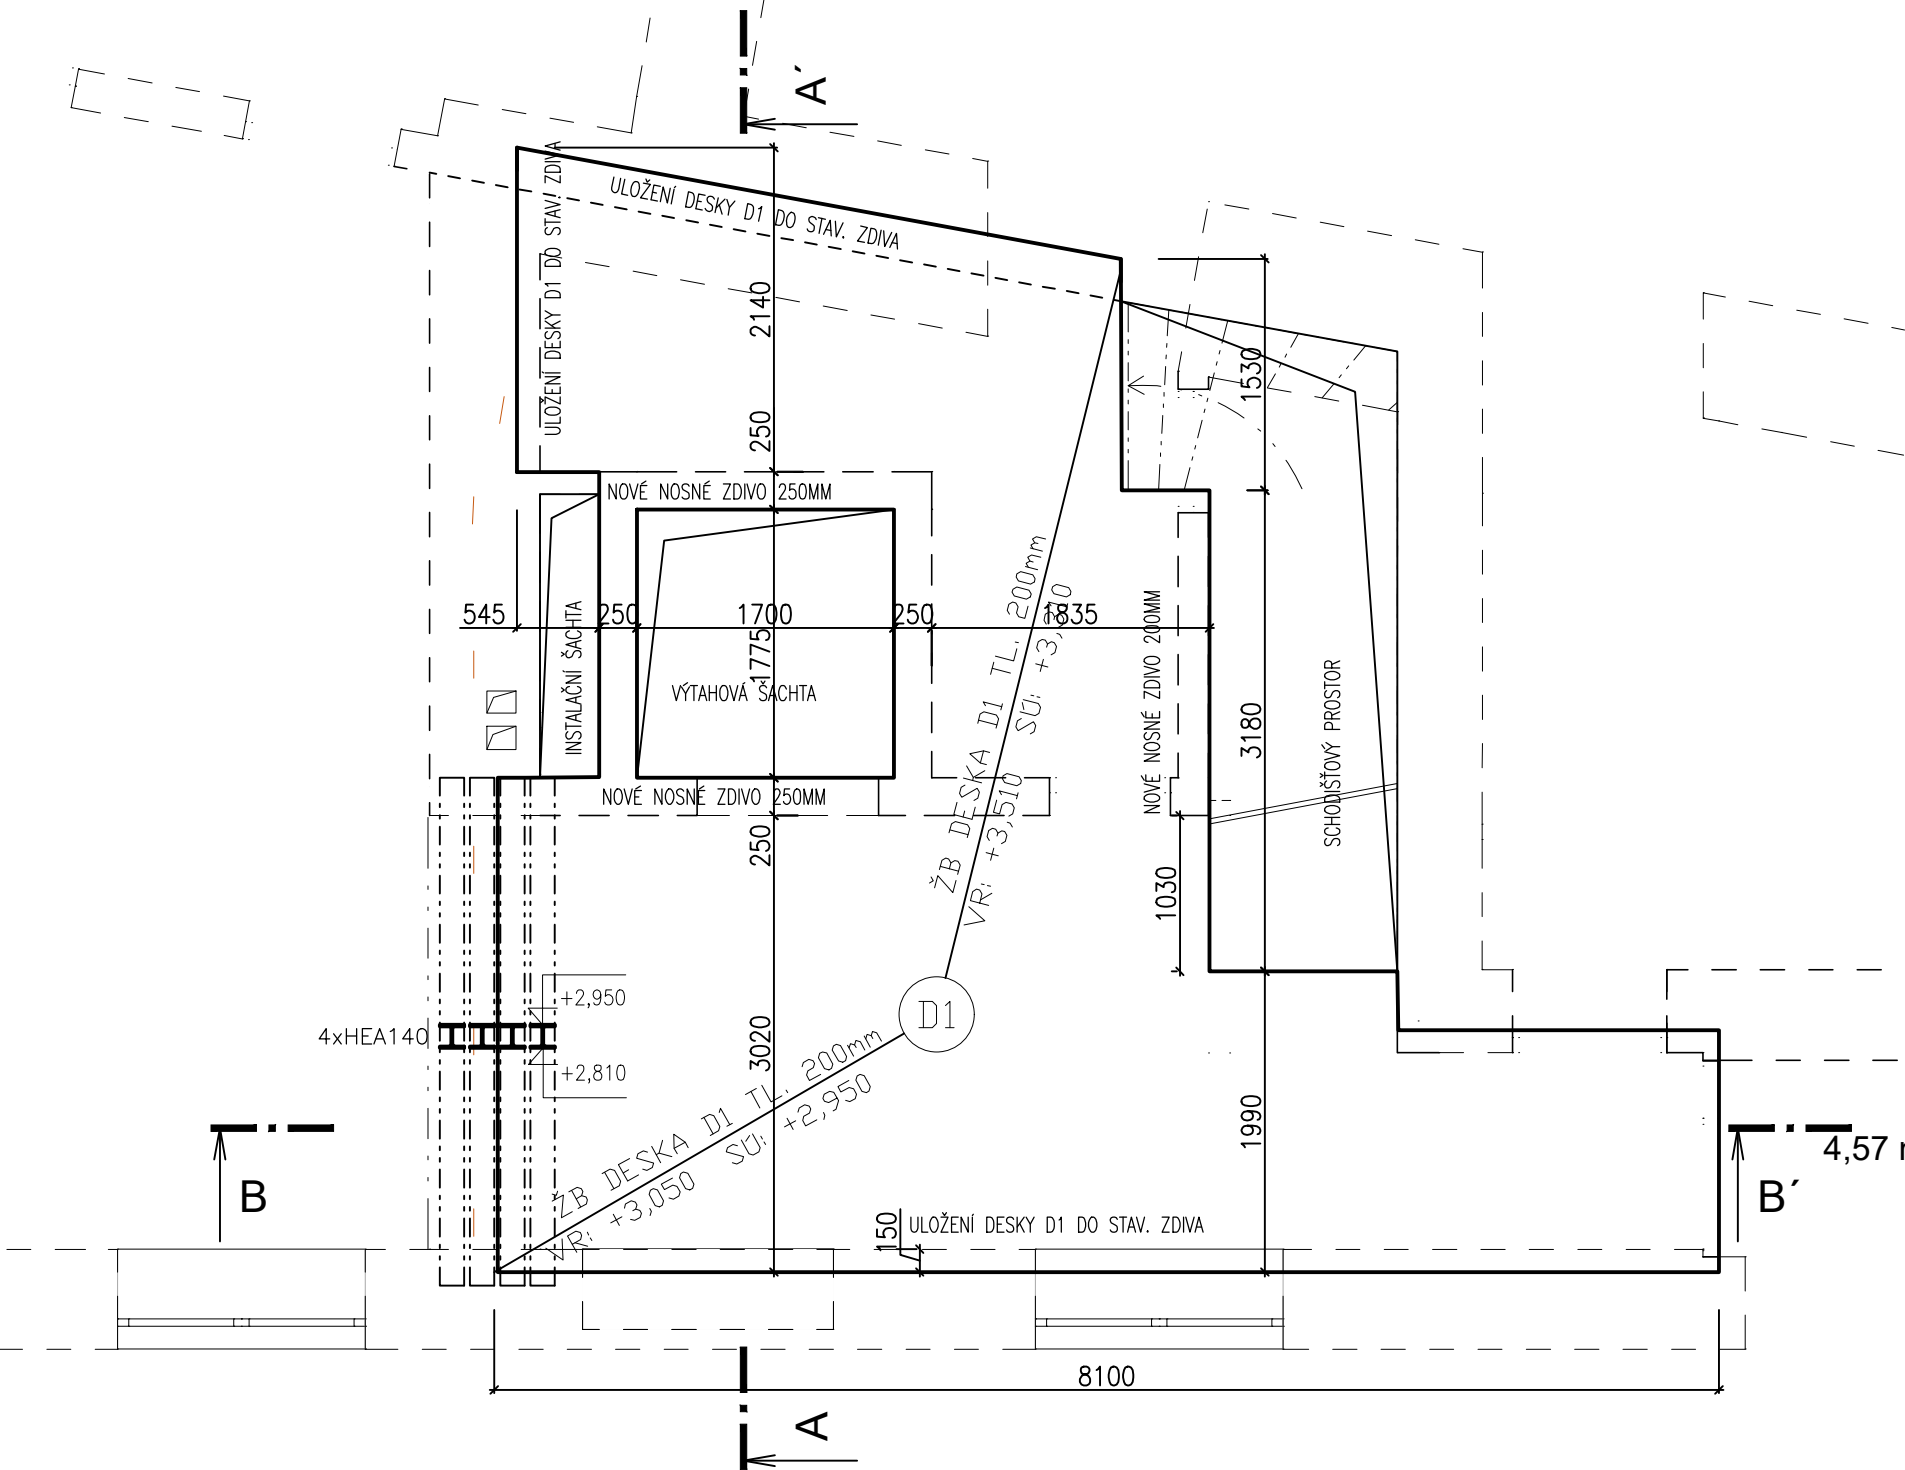 A´
ULOŽENÍ DESKY D1 DO STAV. ZDIVA
ULOŽENÍ DESKY D1 DO STAV. ZDIVA
2140
1530
250
NOVÉ NOSNÉ ZDIVO 250MM
545
250
1700
250
1835
1775
INSTALAČNÍ ŠACHTA
VÝTAHOVÁ ŠACHTA
NOVÉ NOSNÉ ZDIVO 200MM
SCHODIŠŤOVÝ PROSTOR
3180
ŽB DESKA D1 TL. 200mm
VR: +3,510 SÚ: +3,310
NOVÉ NOSNÉ ZDIVO 250MM
250
1030
+2,950
4xHEA140
+2,810
D1
3020
ŽB DESKA D1 TL. 200mm
VR: +3,050 SÚ: +2,950
1990
4,57
B
B´
150
ULOŽENÍ DESKY D1 DO STAV. ZDIVA
8100
A